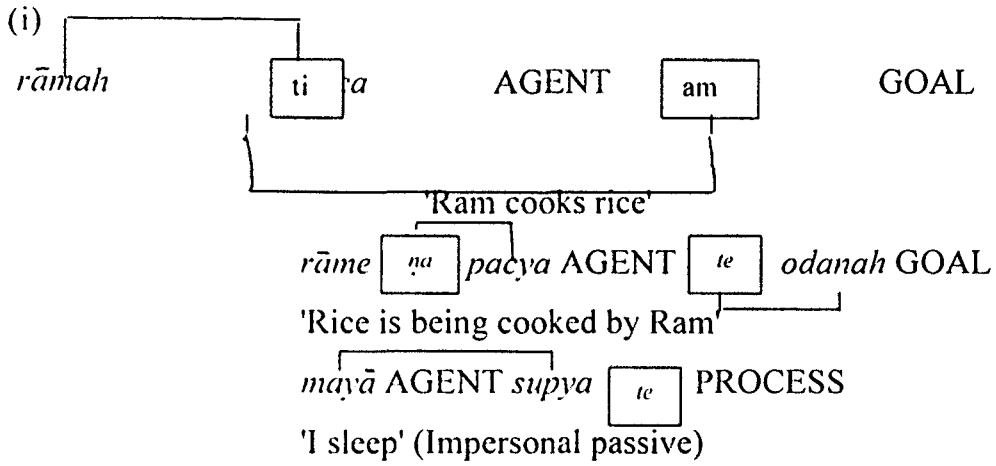 (i)
rāmah ti ca AGENT am GOAL
'Ram cooks rice'
rāme ṇa pacya AGENT te odanah GOAL
'Rice is being cooked by Ram'
mayā AGENT supya te PROCESS
'I sleep' (Impersonal passive)